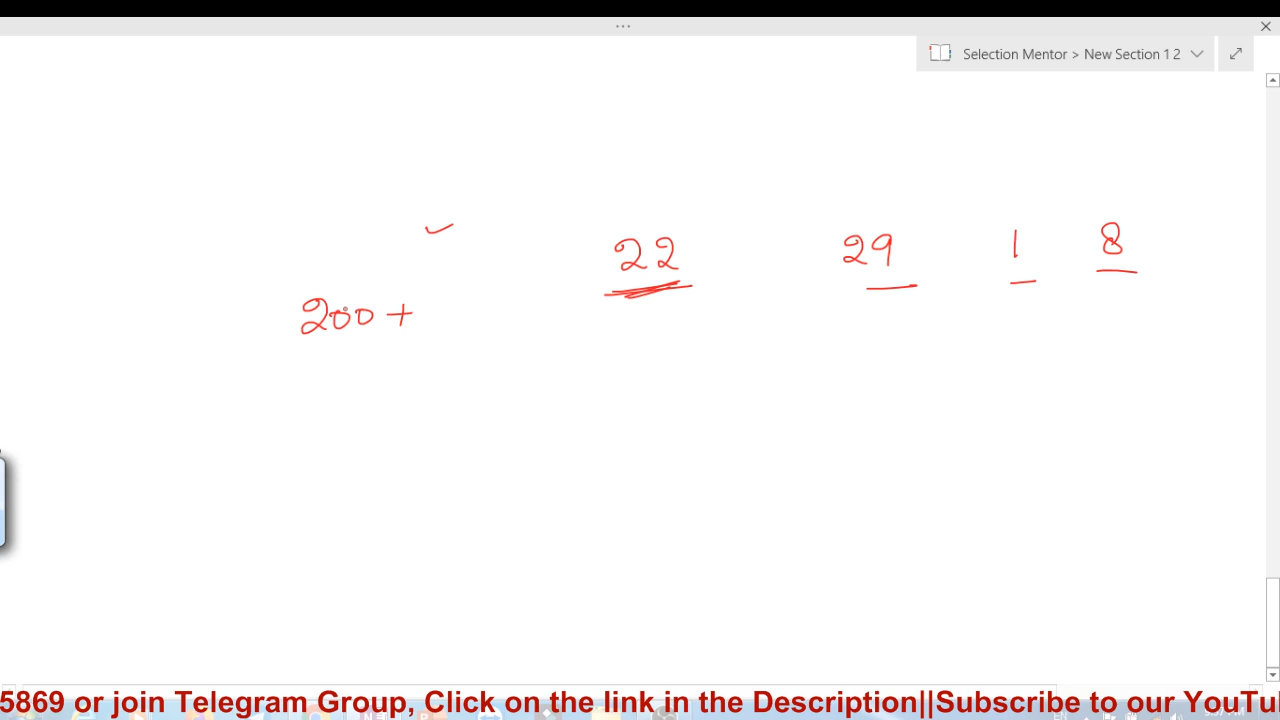 Selection Mentor > New Section 1 2
22 29 1 8
200 +
5869 or join Telegram Group, Click on the link in the Description||Subscribe to our YouTu